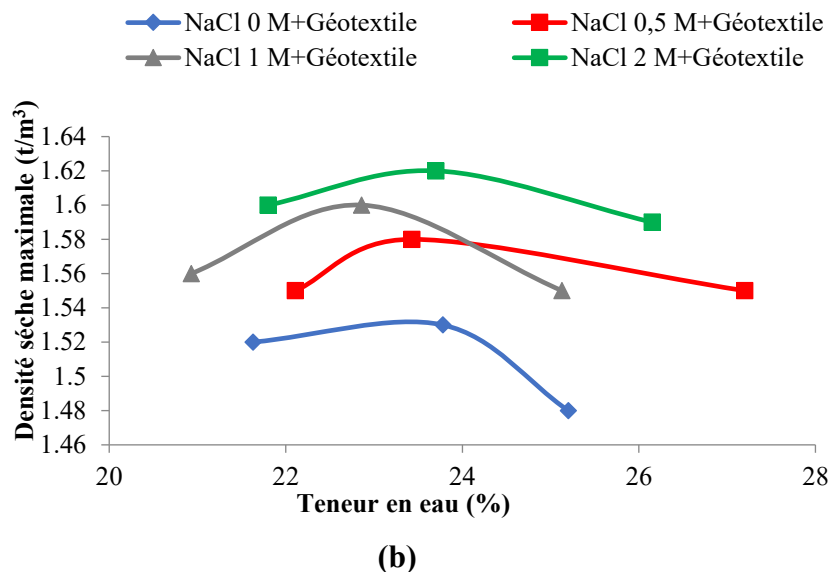 NaCl 0 M+Géotextile NaCl 0,5 M+Géotextile
NaCl 1 M+Géotextile NaCl 2 M+Géotextile
Densité séche maximale (t/m³)
1.64
1.62
1.6
1.58
1.56
1.54
1.52
1.5
1.48
1.46
20 22 24 26 28
Teneur en eau (%)
(b)